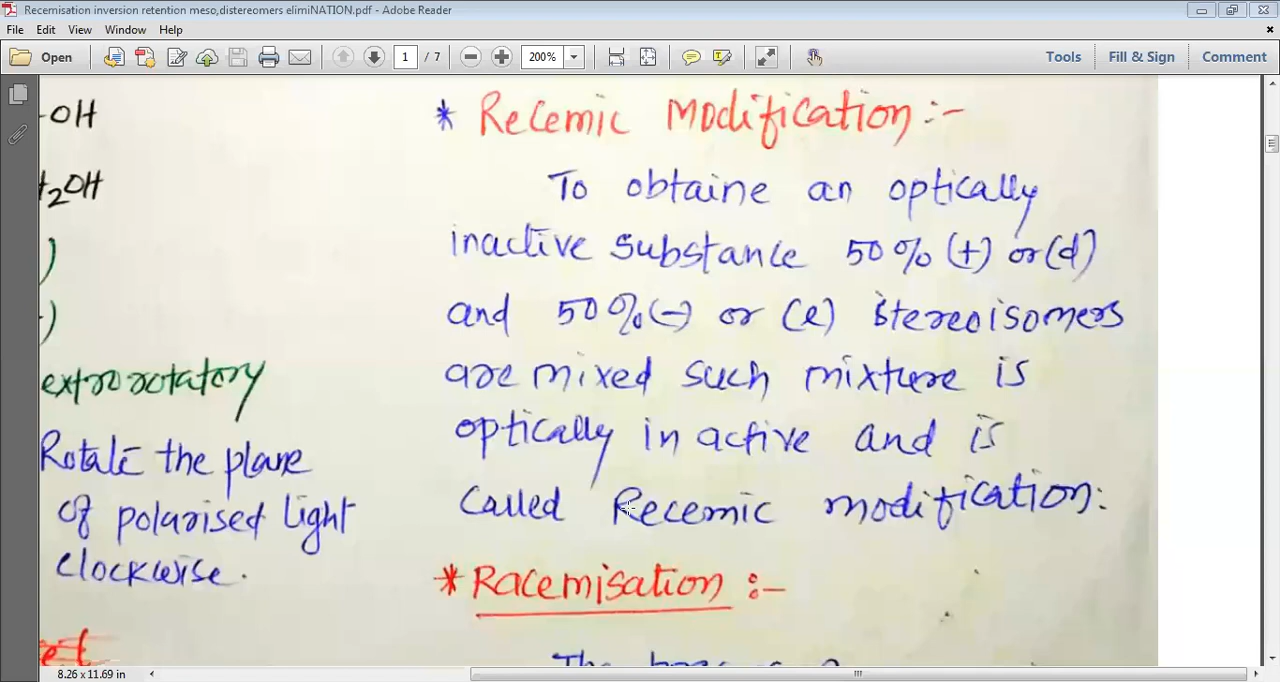 Recemisation inversion retention meso,distereomers elimiNATION.pdf - Adobe Reader
File Edit View Window Help
Open 1 / 7 200% Tools Fill & Sign Comment
-OH
H2OH
)
-)
extrorotatory
Rotate the plane
of polarised light
clockwise.
* Recemic Modification :-
To obtaine an optically
inactive substance 50% (+) or (d)
and 50% (-) or (l) stereoisomers
are mixed such mixture is
optically inactive and is
called Recemic modification:
* Racemisation :-
8.26 x 11.69 in